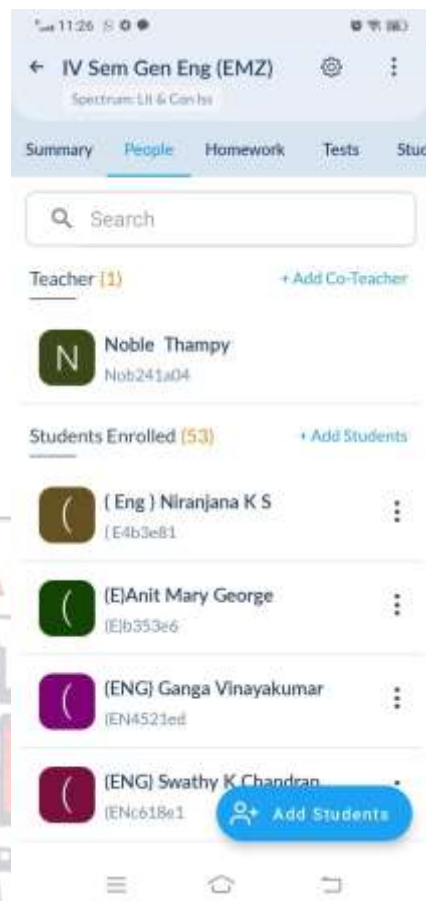 11:26
IV Sem Gen Eng (EMZ)
Spectrum: Lit & Con Iss
Summary People Homework Tests Stud
Search
Teacher (1) + Add Co-Teacher
N Noble Thampy
Nob241a04
Students Enrolled (53) + Add Students
( ( Eng ) Niranjana K S
( E4b3e81
( (E)Anit Mary George
(E)b353e6
( (ENG) Ganga Vinayakumar
(EN4521ed
( (ENG) Swathy K Chandran
(ENc618e1
Add Students